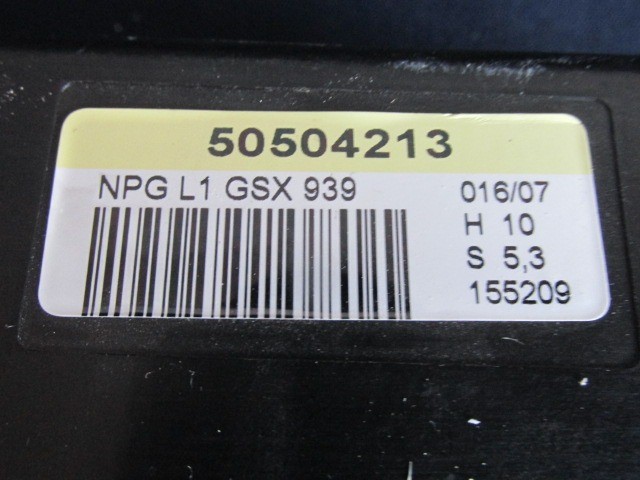 50504213
NPG L1 GSX 939
016/07
H 10
S 5,3
155209